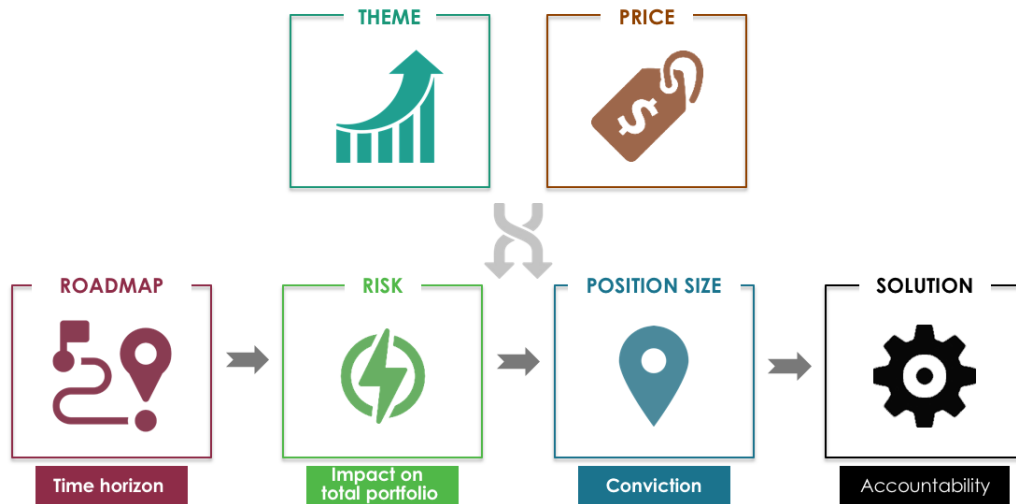 THEME
PRICE
$
ROADMAP
RISK
POSITION SIZE
SOLUTION
Time horizon
Impact on
total portfolio
Conviction
Accountability